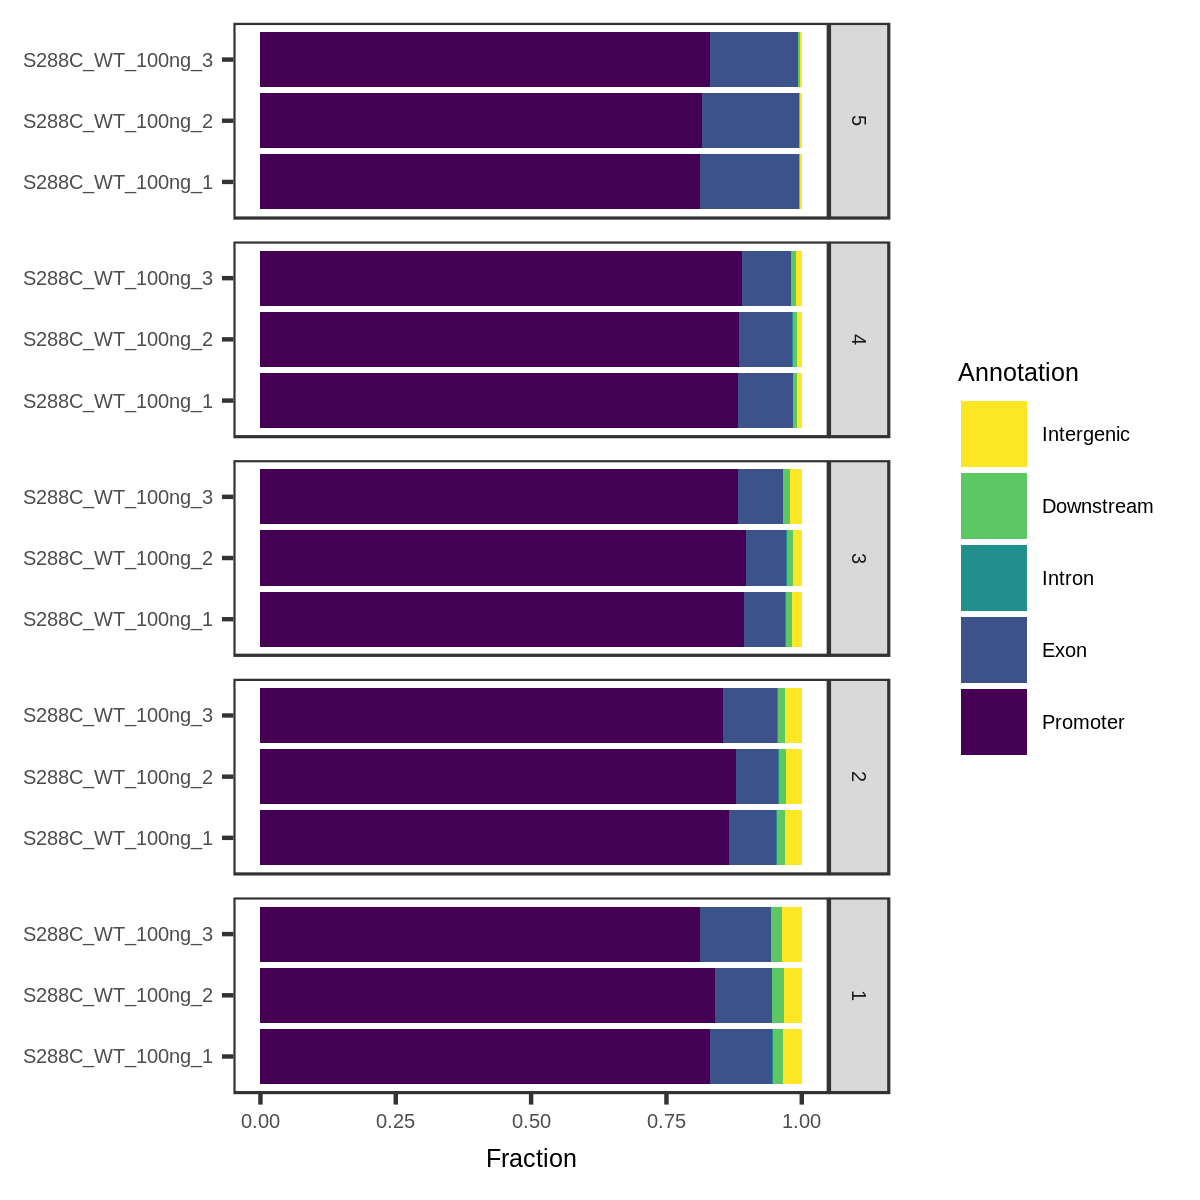 S288C_WT_100ng_3
S288C_WT_100ng_2
S288C_WT_100ng_1
5
S288C_WT_100ng_3
S288C_WT_100ng_2
S288C_WT_100ng_1
4
S288C_WT_100ng_3
S288C_WT_100ng_2
S288C_WT_100ng_1
3
S288C_WT_100ng_3
S288C_WT_100ng_2
S288C_WT_100ng_1
2
S288C_WT_100ng_3
S288C_WT_100ng_2
S288C_WT_100ng_1
1
0.00 0.25 0.50 0.75 1.00
Fraction
Annotation
Intergenic
Downstream
Intron
Exon
Promoter